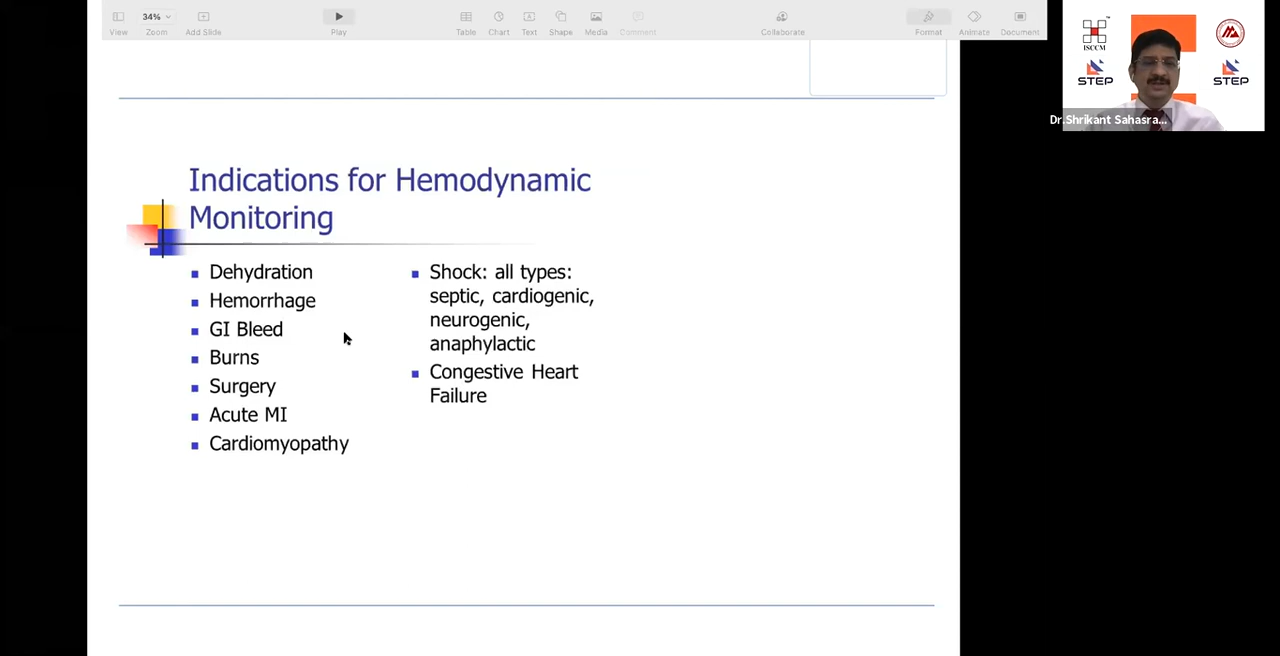 34%
View
Zoom
Add Slide
Play
Table
Chart
Text
Shape
Media
Comment
Collaborate
Format
Animate
Document
ISCCM
STEP
STEP
Dr.Shrikant Sahasra...
Indications for Hemodynamic
Monitoring
Dehydration
Hemorrhage
GI Bleed
Burns
Surgery
Acute MI
Cardiomyopathy
Shock: all types:
septic, cardiogenic,
neurogenic,
anaphylactic
Congestive Heart
Failure